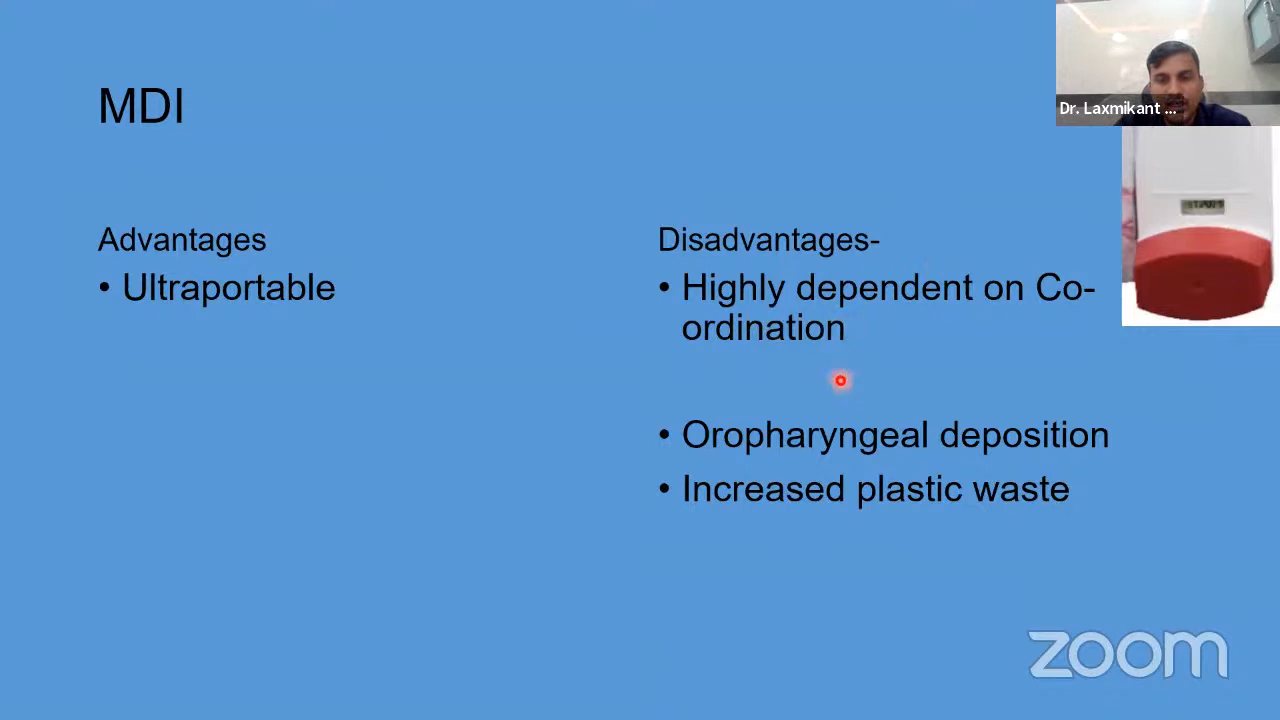 MDI
Dr. Laxmikant ...
Advantages
• Ultraportable
Disadvantages-
• Highly dependent on Co-
ordination
• Oropharyngeal deposition
• Increased plastic waste
zoom